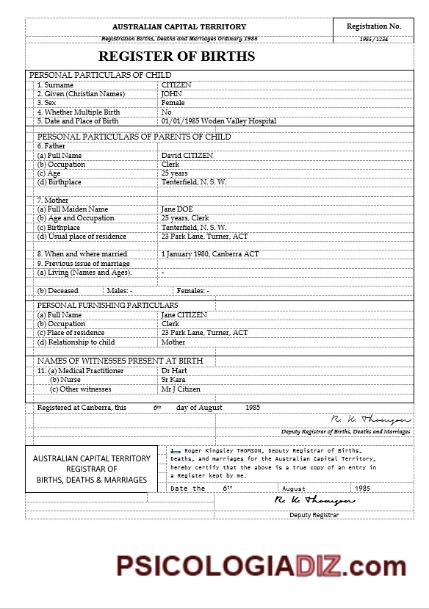 AUSTRALIAN CAPITAL TERRITORY
Registration Births, Deaths and Marriages Ordinary 1988
Registration No.
1985/1234
REGISTER OF BIRTHS
PERSONAL PARTICULARS OF CHILD
1. Surname CITIZEN
2. Given (Christian Names) JOHN
3. Sex Female
4. Whether Multiple Birth No
5. Date and Place of Birth 01/01/1985 Woden Valley Hospital
PERSONAL PARTICULARS OF PARENTS OF CHILD
6. Father
(a) Full Name David CITIZEN
(b) Occupation Clerk
(c) Age 25 years
(d) Birthplace Tenterfield, N. S. W.
7. Mother
(a) Full Maiden Name Jane DOE
(b) Age and Occupation 25 years, Clerk
(c) Birthplace Tenterfield, N. S. W.
(d) Usual place of residence 23 Park Lane, Turner, ACT
8. When and where married 1 January 1980, Canberra ACT
9. Previous issue of marriage
(a) Living (Names and Ages). -
(b) Deceased Males: - Females: -
PERSONAL FURNISHING PARTICULARS
(a) Full Name Jane CITIZEN
(b) Occupation Clerk
(c) Place of residence 23 Park Lane, Turner, ACT
(d) Relationship to child Mother
NAMES OF WITNESSES PRESENT AT BIRTH
11. (a) Medical Practitioner Dr Hart
(b) Nurse Sr Kara
(c) Other witnesses Mr J Citizen
Registered at Canberra, this 6th day of August 1985
R. K. Thomson
Deputy Registrar of Births, Deaths and Marriages
AUSTRALIAN CAPITAL TERRITORY
REGISTRAR OF
BIRTHS, DEATHS & MARRIAGES
I, Roger Kingsley THOMSON, Deputy Registrar of Births,
Deaths, and marriages for the Australian Capital Territory,
hereby certify that the above is a true copy of an entry in
a Register kept by me.
Date the 6th August 1985
R. K. Thomson
Deputy Registrar
PSICOLOGIADIZ.com